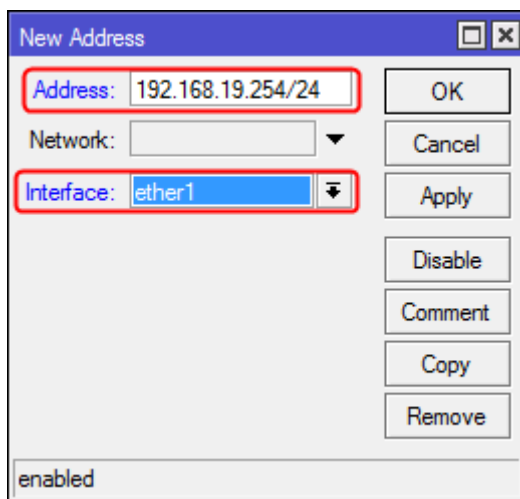 New Address
Address: 192.168.19.254/24
OK
Network:
Cancel
Interface: ether1
Apply
Disable
Comment
Copy
Remove
enabled